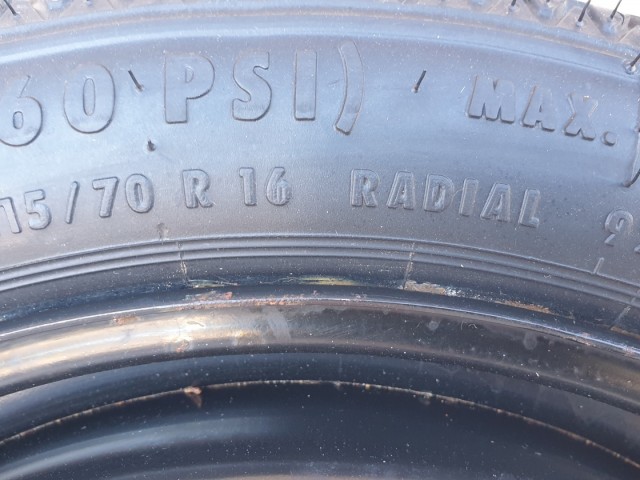 60 PSI) MAX.
15/70 R 16 RADIAL